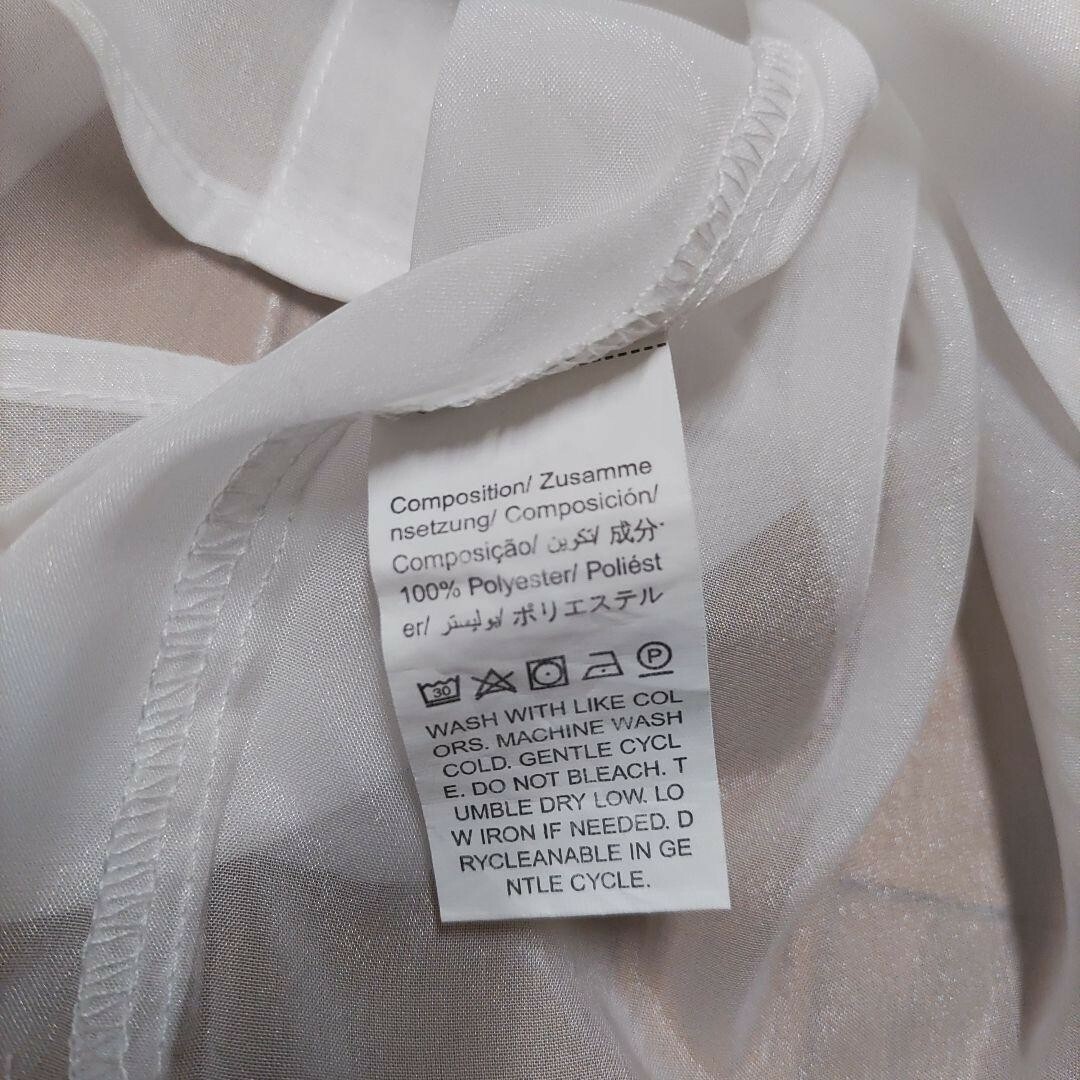 Composition/ Zusamme
nsetzung/ Composición/
Composição/ تكوين/ 成分·
100% Polyester/ Poliést
er/ بوليستر/ ポリエステル
30 P
WASH WITH LIKE COL
ORS. MACHINE WASH
COLD. GENTLE CYCL
E. DO NOT BLEACH. T
UMBLE DRY LOW. LO
W IRON IF NEEDED. D
RYCLEANABLE IN GE
NTLE CYCLE.